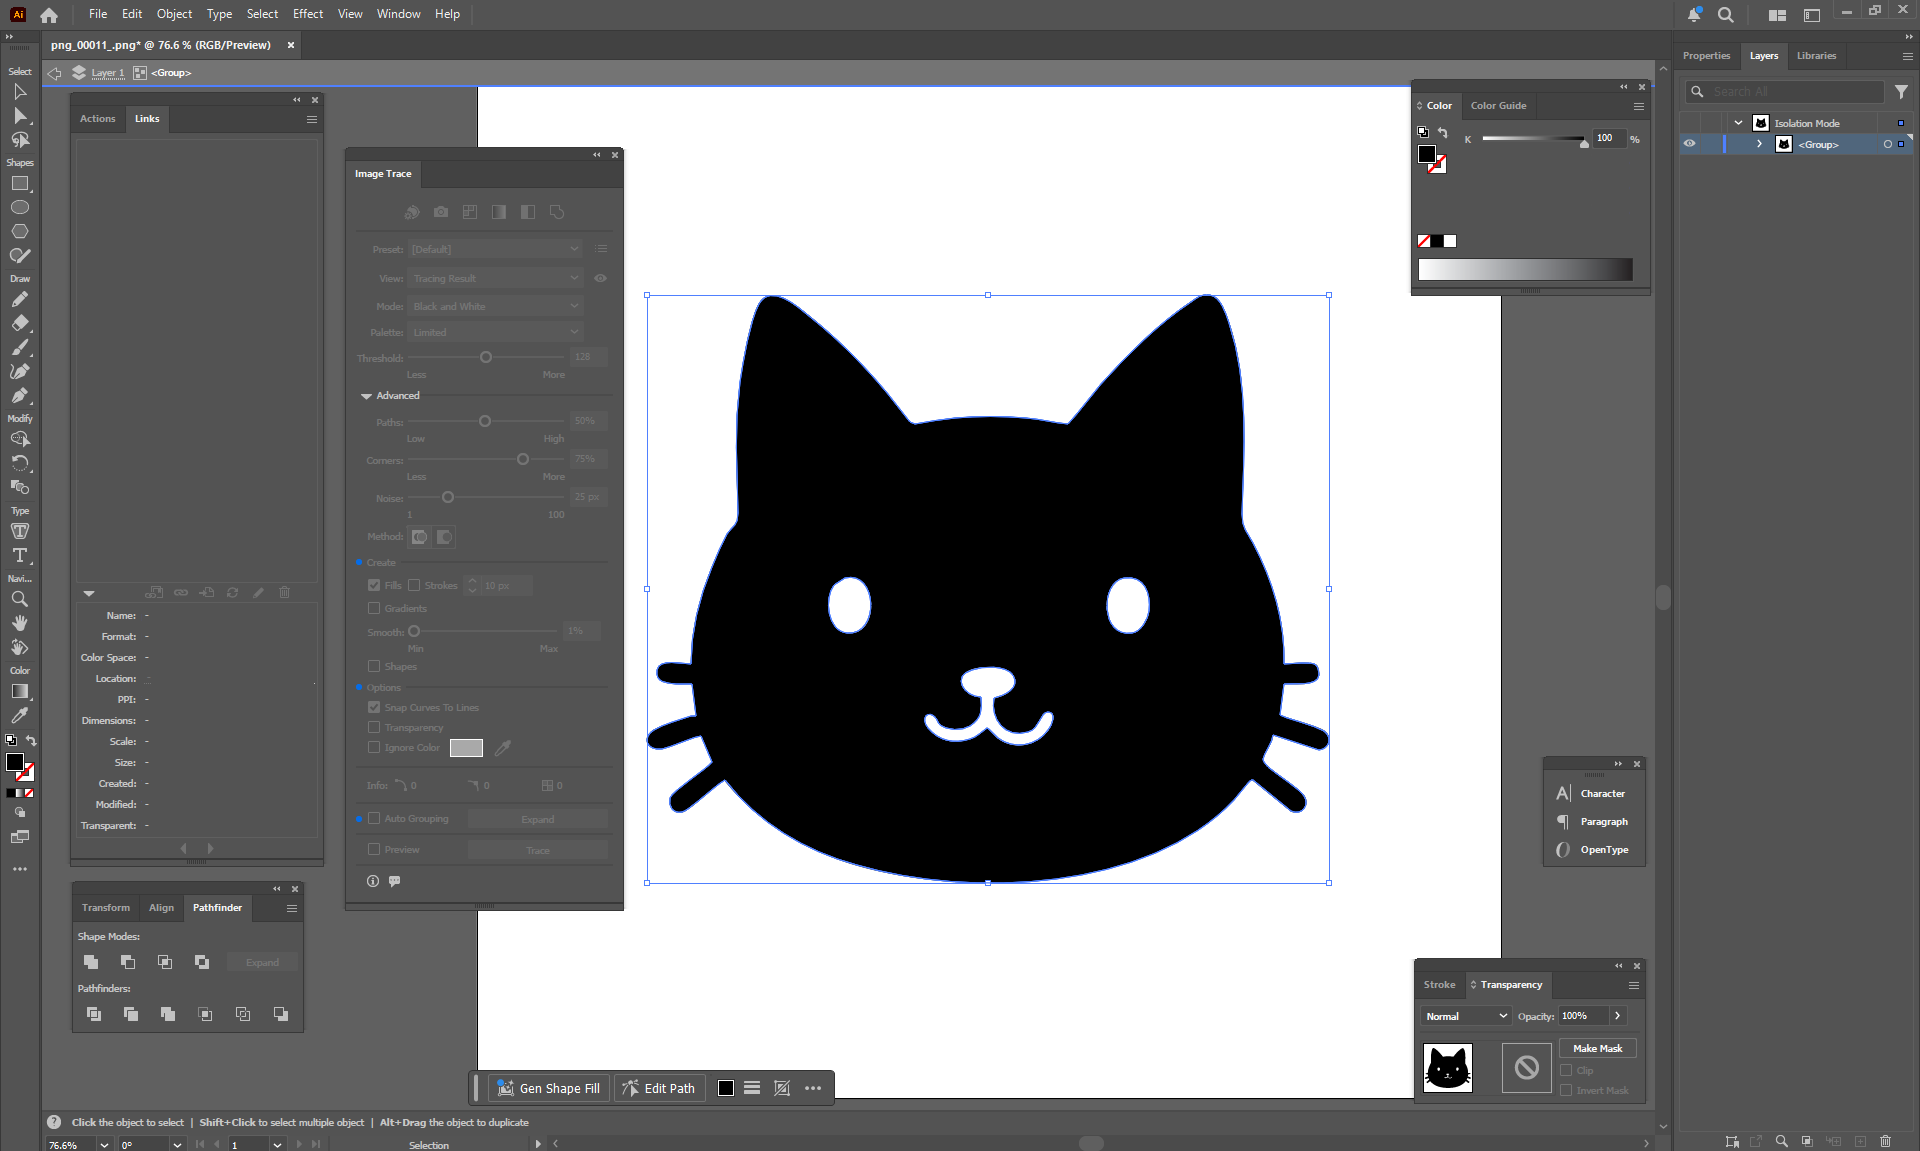 Ai File Edit Object Type Select Effect View Window Help
png_00011_.png* @ 76.6 % (RGB/Preview) ×
Layer 1 <Group>
Select
Shapes
Draw
Modify
Type
Navi...
Color
Actions Links
Name: -
Format: -
Color Space: -
Location: -
PPI: -
Dimensions: -
Scale: -
Size: -
Created: -
Modified: -
Transparent: -
Transform Align Pathfinder
Shape Modes:
Expand
Pathfinders:
Image Trace
Preset: [Default]
View: Tracing Result
Mode: Black and White
Palette: Limited
Threshold: 128
Less More
Advanced
Paths: 50%
Low High
Corners: 75%
Less More
Noise: 25 px
1 100
Method:
Create
Fills Strokes 10 px
Gradients
Smooth: 1%
Min Max
Shapes
Options
Snap Curves To Lines
Transparency
Ignore Color
Info: 0 0 0
Auto Grouping Expand
Preview Trace
Color Color Guide
K 100 %
Character
Paragraph
OpenType
Stroke Transparency
Normal Opacity: 100%
Make Mask
Clip
Invert Mask
Gen Shape Fill Edit Path
Properties Layers Libraries
Search All
Isolation Mode
<Group>
Click the object to select | Shift+Click to select multiple object | Alt+Drag the object to duplicate
76.6% 0° 1 Selection